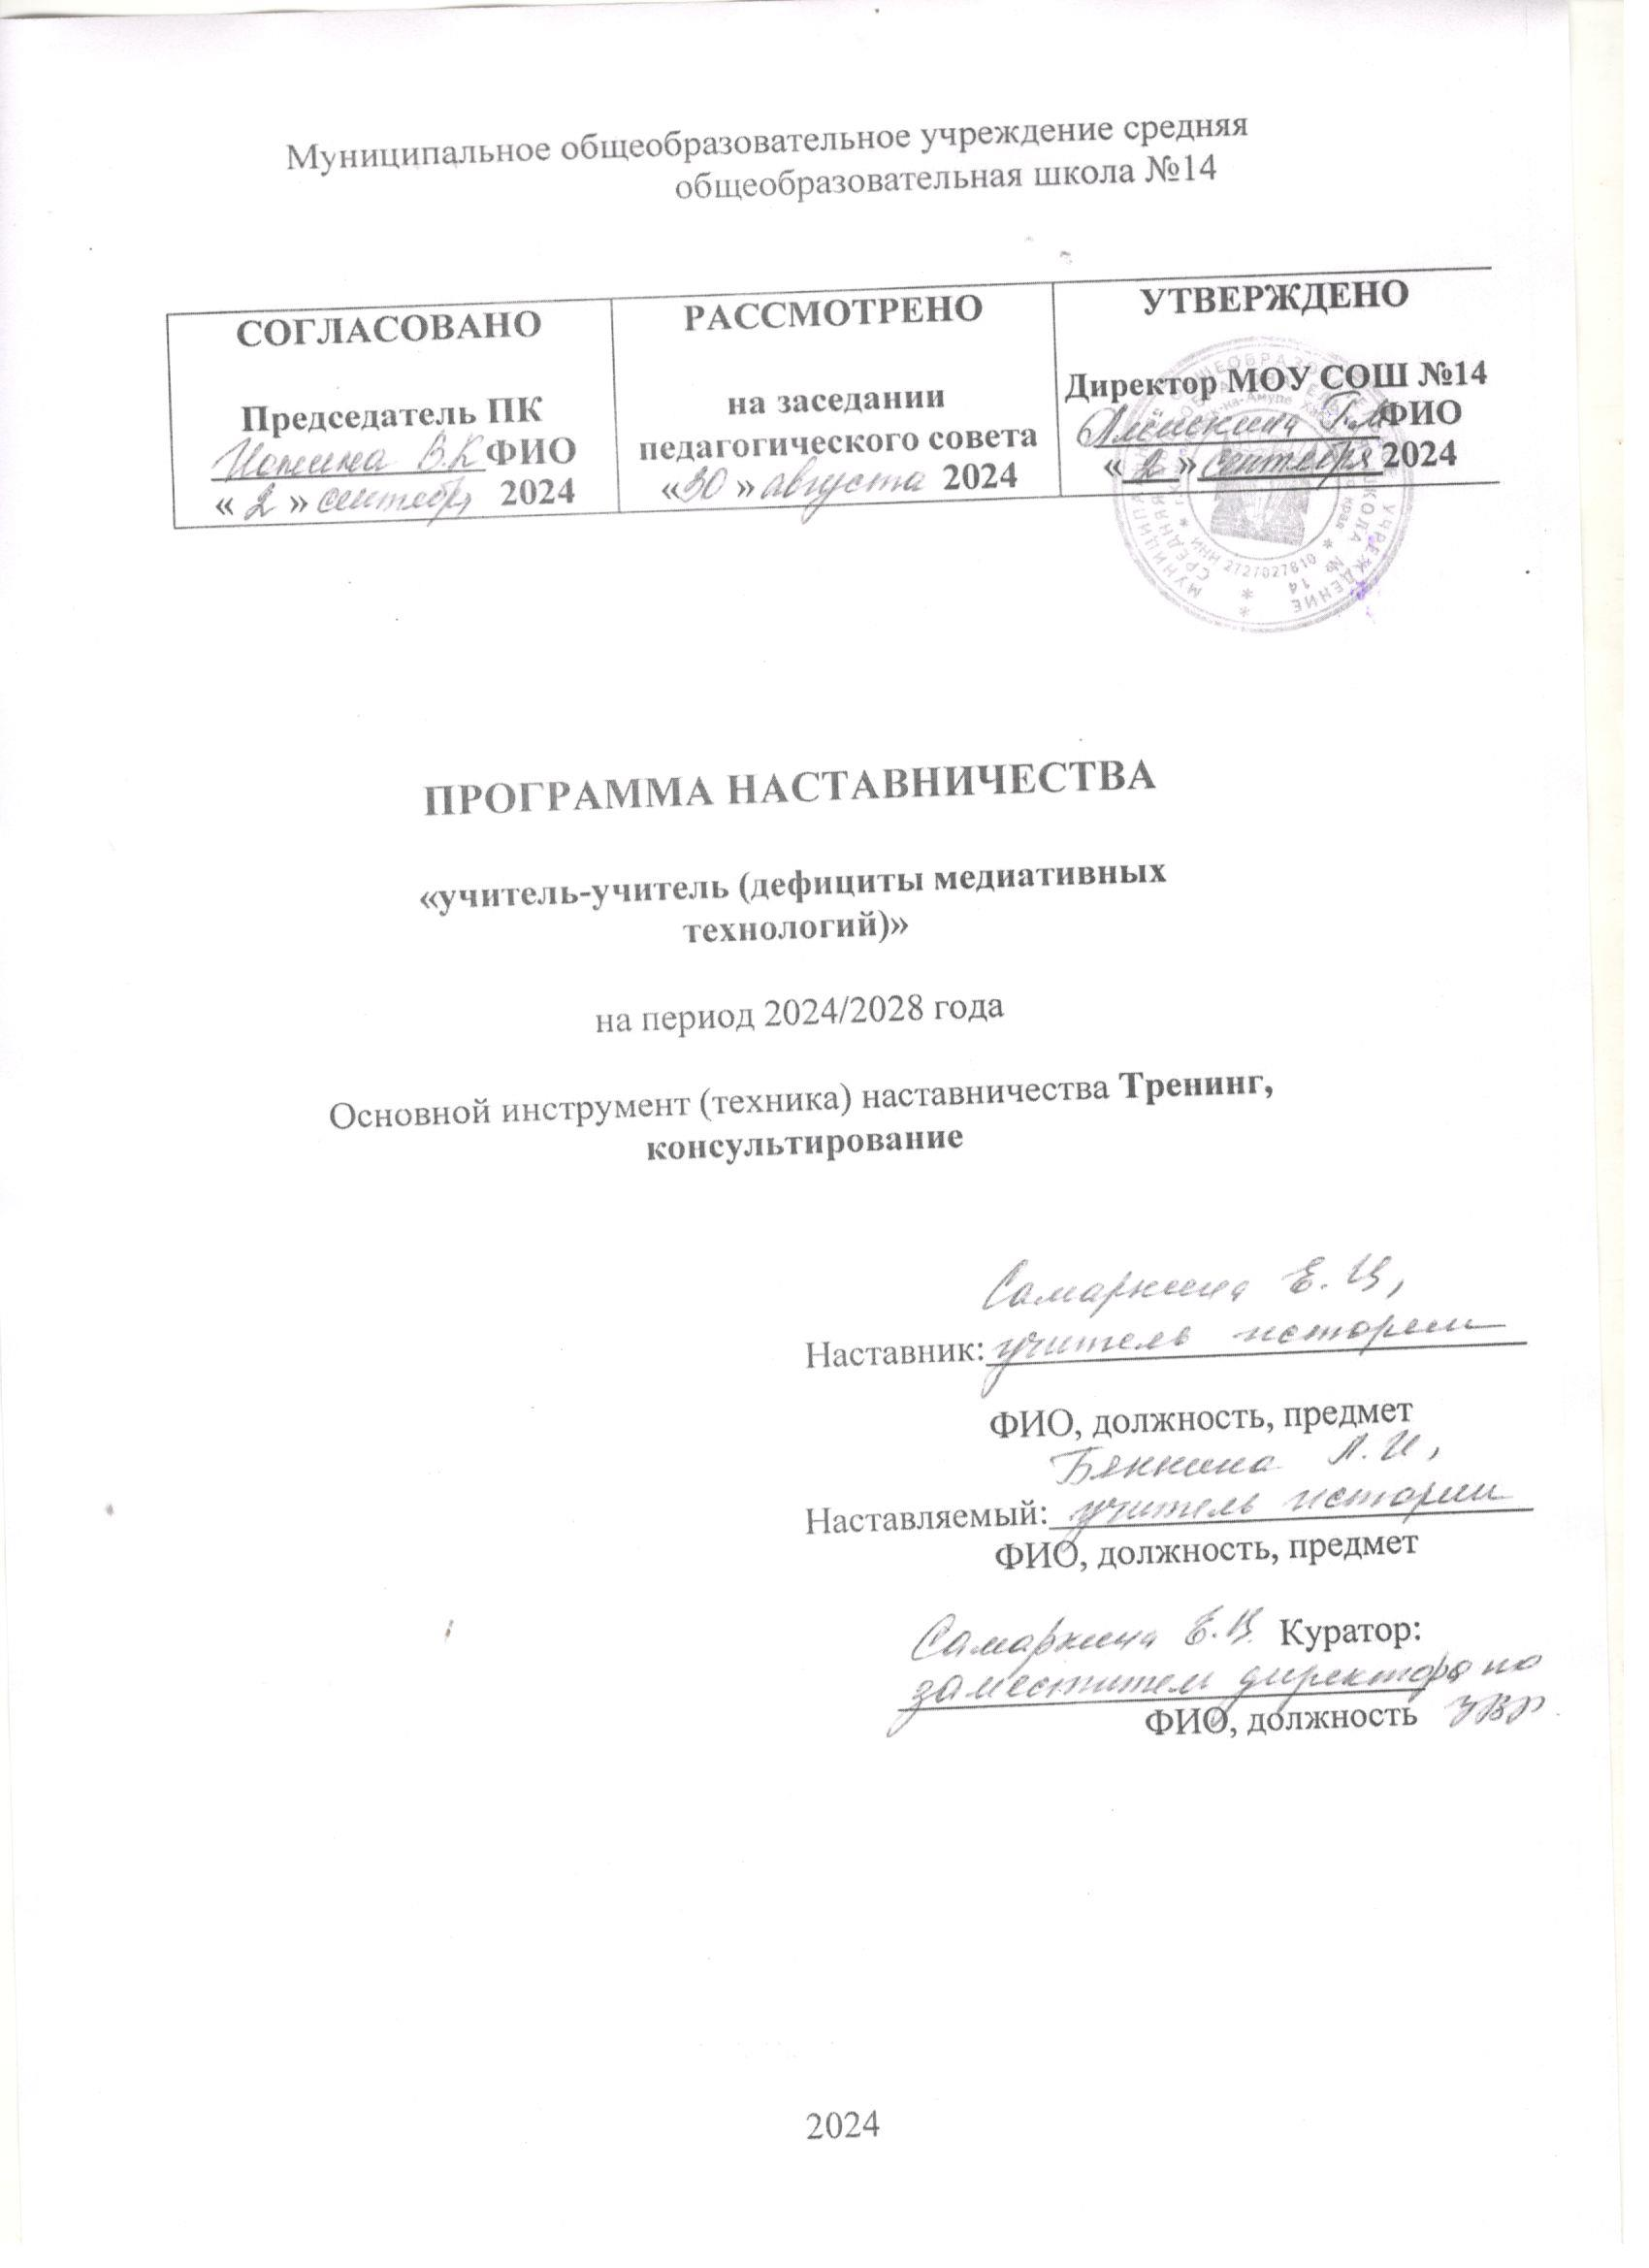 Муниципальное общеобразовательное учреждение средняя
общеобразовательная школа №14
СОГЛАСОВАНО
Председатель ПК
В.К ФИО
« 2 » сентября 2024
РАССМОТРЕНО
на заседании
педагогического совета
«30» августа 2024
УТВЕРЖДЕНО
Директор МОУ СОШ №14
ФИО
« 2 » сентября 2024
ИНН 2727027810
ПРОГРАММА НАСТАВНИЧЕСТВА
«учитель-учитель (дефициты медиативных
технологий)»
на период 2024/2028 года
Основной инструмент (техника) наставничества Тренинг,
консультирование
Самаркина Е.В,
Наставник: учитель истории
ФИО, должность, предмет
Бянкина Л.И,
Наставляемый: учитель истории
ФИО, должность, предмет
Самаркина Е.В. Куратор:
заместитель директора по
ФИО, должность УВР.
2024